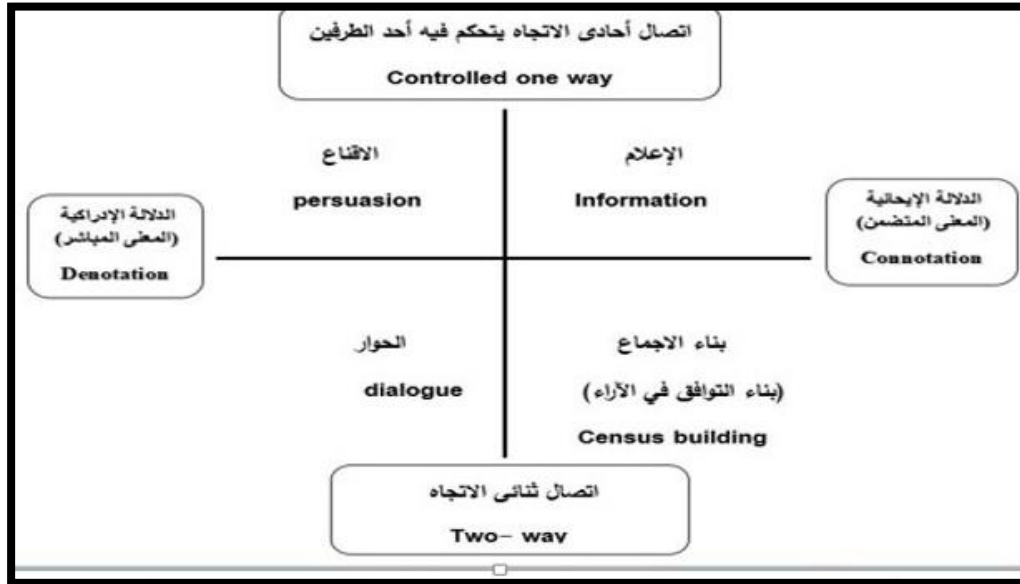 اتصال أحادى الاتجاه يتحكم فيه أحد الطرفين
Controlled one way
الاقناع
persuasion
الإعلام
Information
الدلالة الإدراكية
(المعنى المباشر)
Denotation
الدلالة الإيحائية
(المعنى المتضمن)
Connotation
الحوار
dialogue
بناء الاجماع
(بناء التوافق في الآراء)
Census building
اتصال ثنائى الاتجاه
Two- way